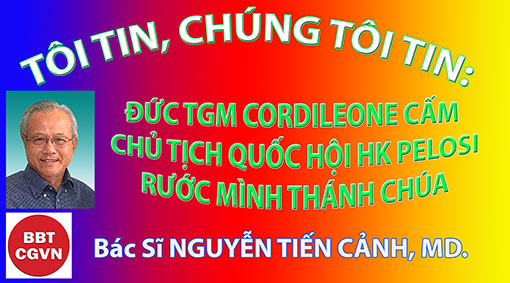 TÔI TIN, CHÚNG TÔI TIN:
ĐỨC TGM CORDILEONE CẤM
CHỦ TỊCH QUỐC HỘI HK PELOSI
RƯỚC MÌNH THÁNH CHÚA
BBT
CGVN
Bác Sĩ NGUYỄN TIẾN CẢNH, MD.